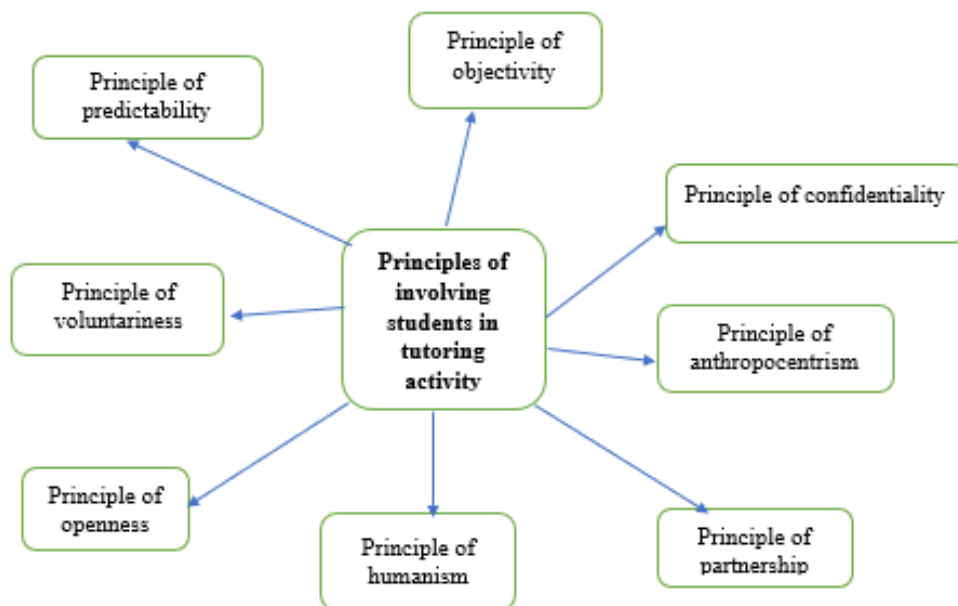 Principle of
objectivity
Principle of
predictability
Principle of confidentiality
Principles of
involving
students in
tutoring
activity
Principle of
voluntariness
Principle of
anthropocentrism
Principle of
openness
Principle of
humanism
Principle of
partnership